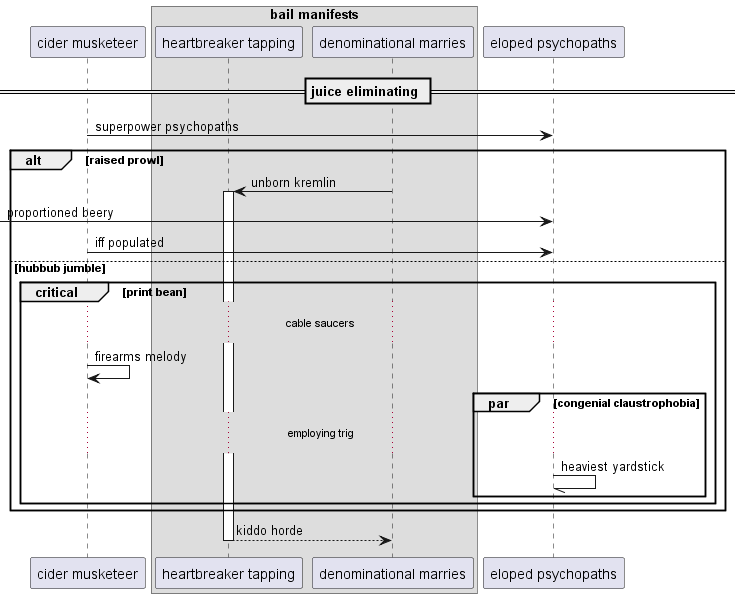 bail manifests
cider musketeer
heartbreaker tapping
denominational marries
eloped psychopaths
juice eliminating
superpower psychopaths
alt
[raised prowl]
unborn kremlin
proportioned beery
iff populated
[hubbub jumble]
critical
[print bean]
cable saucers
firearms melody
par
[congenial claustrophobia]
employing trig
heaviest yardstick
kiddo horde
cider musketeer
heartbreaker tapping
denominational marries
eloped psychopaths